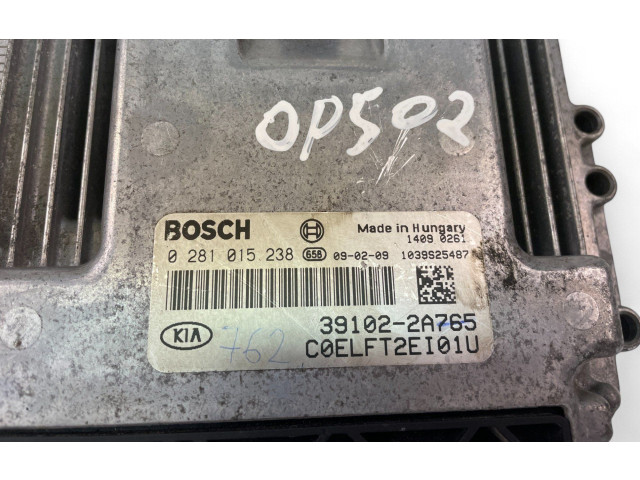 OP502
BOSCH Made in Hungary
1409 0261
0 281 015 238 658 09-02-09 1039S25487
KIA 762 39102-2A765
C0ELFT2EI01U